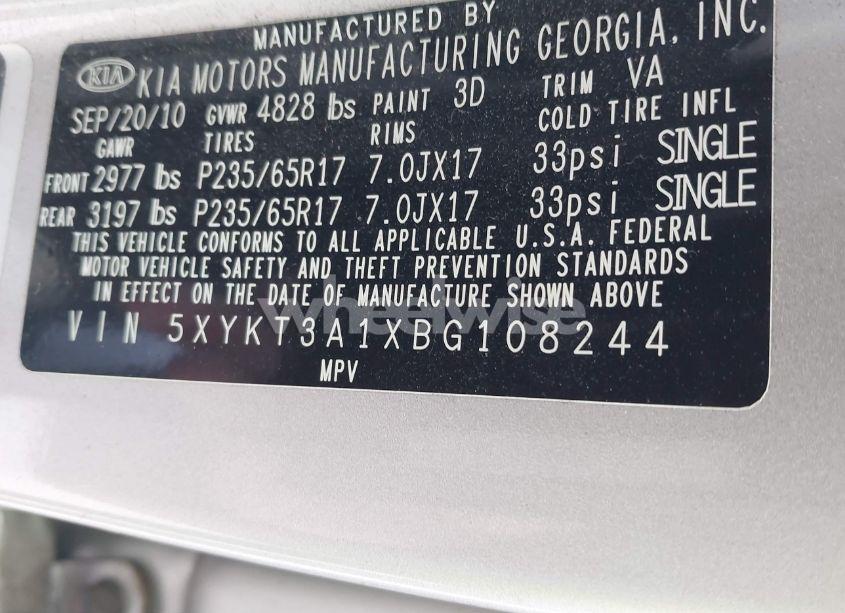 MANUFACTURED BY
KIA KIA MOTORS MANUFACTURING GEORGIA, INC.
SEP/20/10 GVWR 4828 lbs PAINT 3D TRIM VA
GAWR TIRES RIMS COLD TIRE INFL
FRONT 2977 lbs P235/65R17 7.0JX17 33psi SINGLE
REAR 3197 lbs P235/65R17 7.0JX17 33psi SINGLE
THIS VEHICLE CONFORMS TO ALL APPLICABLE U.S.A. FEDERAL
MOTOR VEHICLE SAFETY AND THEFT PREVENTION STANDARDS
IN EFFECT ON THE DATE OF MANUFACTURE SHOWN ABOVE
wheelwise
VIN 5XYKT3A1XBG108244
MPV